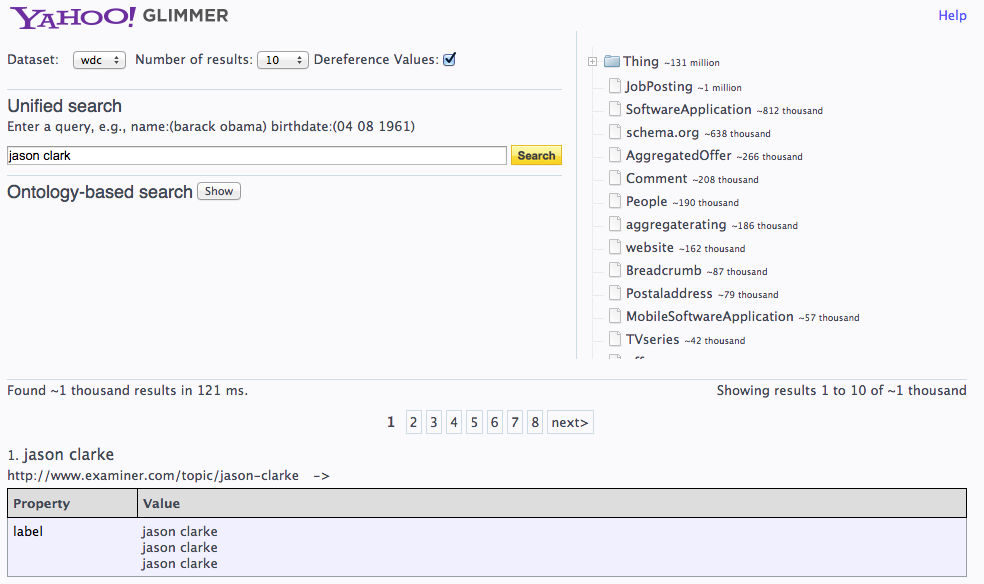 YAHOO! GLIMMER
Help
Dataset: wdc Number of results: 10 Dereference Values:
Unified search
Enter a query, e.g., name:(barack obama) birthdate:(04 08 1961)
jason clark Search
Ontology-based search Show
Thing ~131 million
JobPosting ~1 million
SoftwareApplication ~812 thousand
schema.org ~638 thousand
AggregatedOffer ~266 thousand
Comment ~208 thousand
People ~190 thousand
aggregaterating ~186 thousand
website ~162 thousand
Breadcrumb ~87 thousand
Postaladdress ~79 thousand
MobileSoftwareApplication ~57 thousand
TVseries ~42 thousand
Found ~1 thousand results in 121 ms.
Showing results 1 to 10 of ~1 thousand
1 2 3 4 5 6 7 8 next>
1. jason clarke
http://www.examiner.com/topic/jason-clarke ->
Property Value
label jason clarke
jason clarke
jason clarke